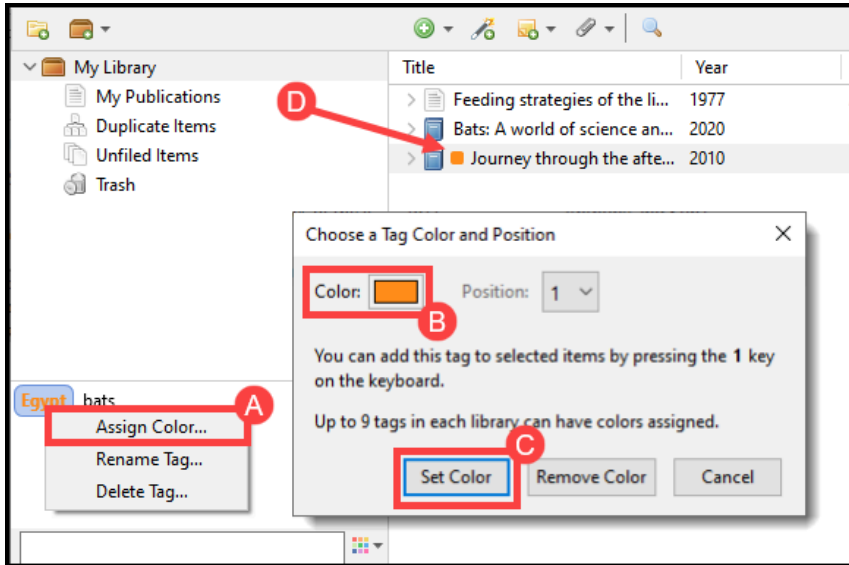 My Library
My Publications
Duplicate Items
Unfiled Items
Trash
Title Year
Feeding strategies of the li... 1977
Bats: A world of science an... 2020
Journey through the afte... 2010
D
Choose a Tag Color and Position
Color: Position: 1
B
You can add this tag to selected items by pressing the 1 key
on the keyboard.
Up to 9 tags in each library can have colors assigned.
C
Set Color Remove Color Cancel
Egypt bats
A
Assign Color...
Rename Tag...
Delete Tag...